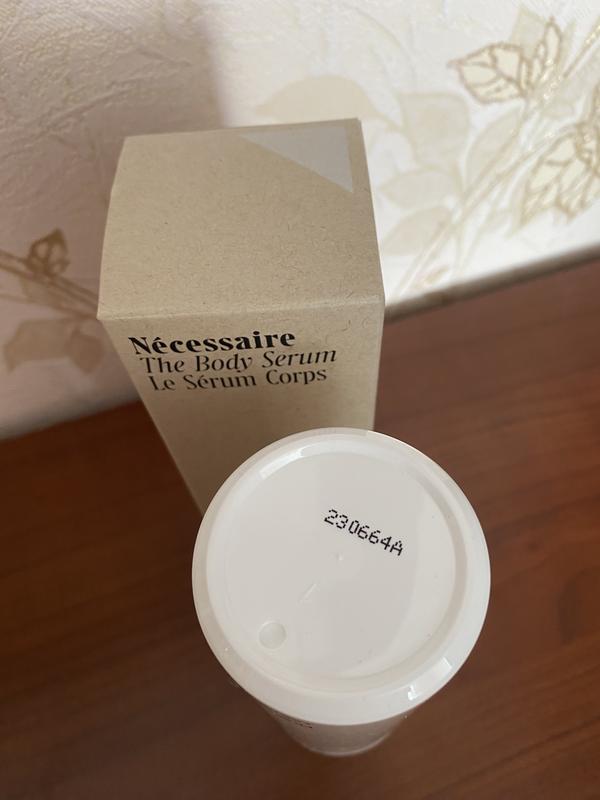 Nécessaire
The Body Serum
Le Sérum Corps
230664A